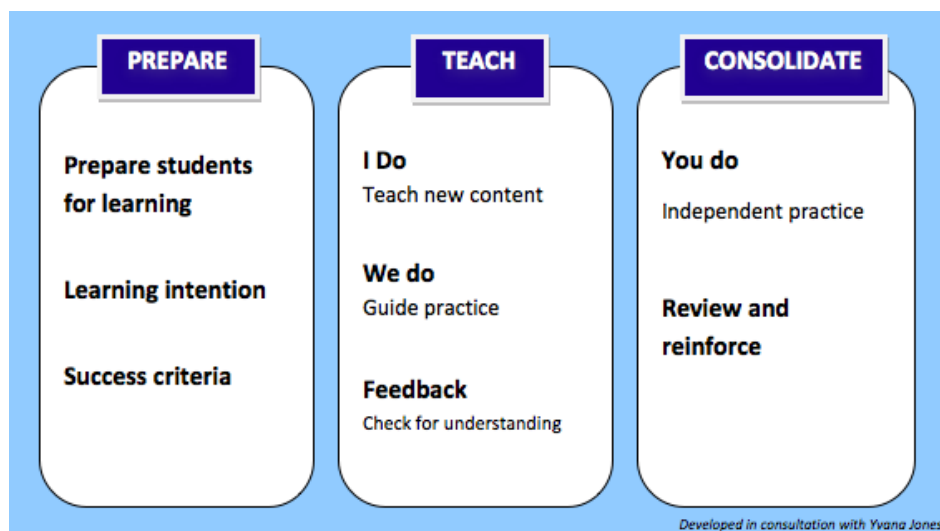 PREPARE
Prepare students
for learning
Learning intention
Success criteria
TEACH
I Do
Teach new content
We do
Guide practice
Feedback
Check for understanding
CONSOLIDATE
You do
Independent practice
Review and
reinforce
Developed in consultation with Yvana Jones